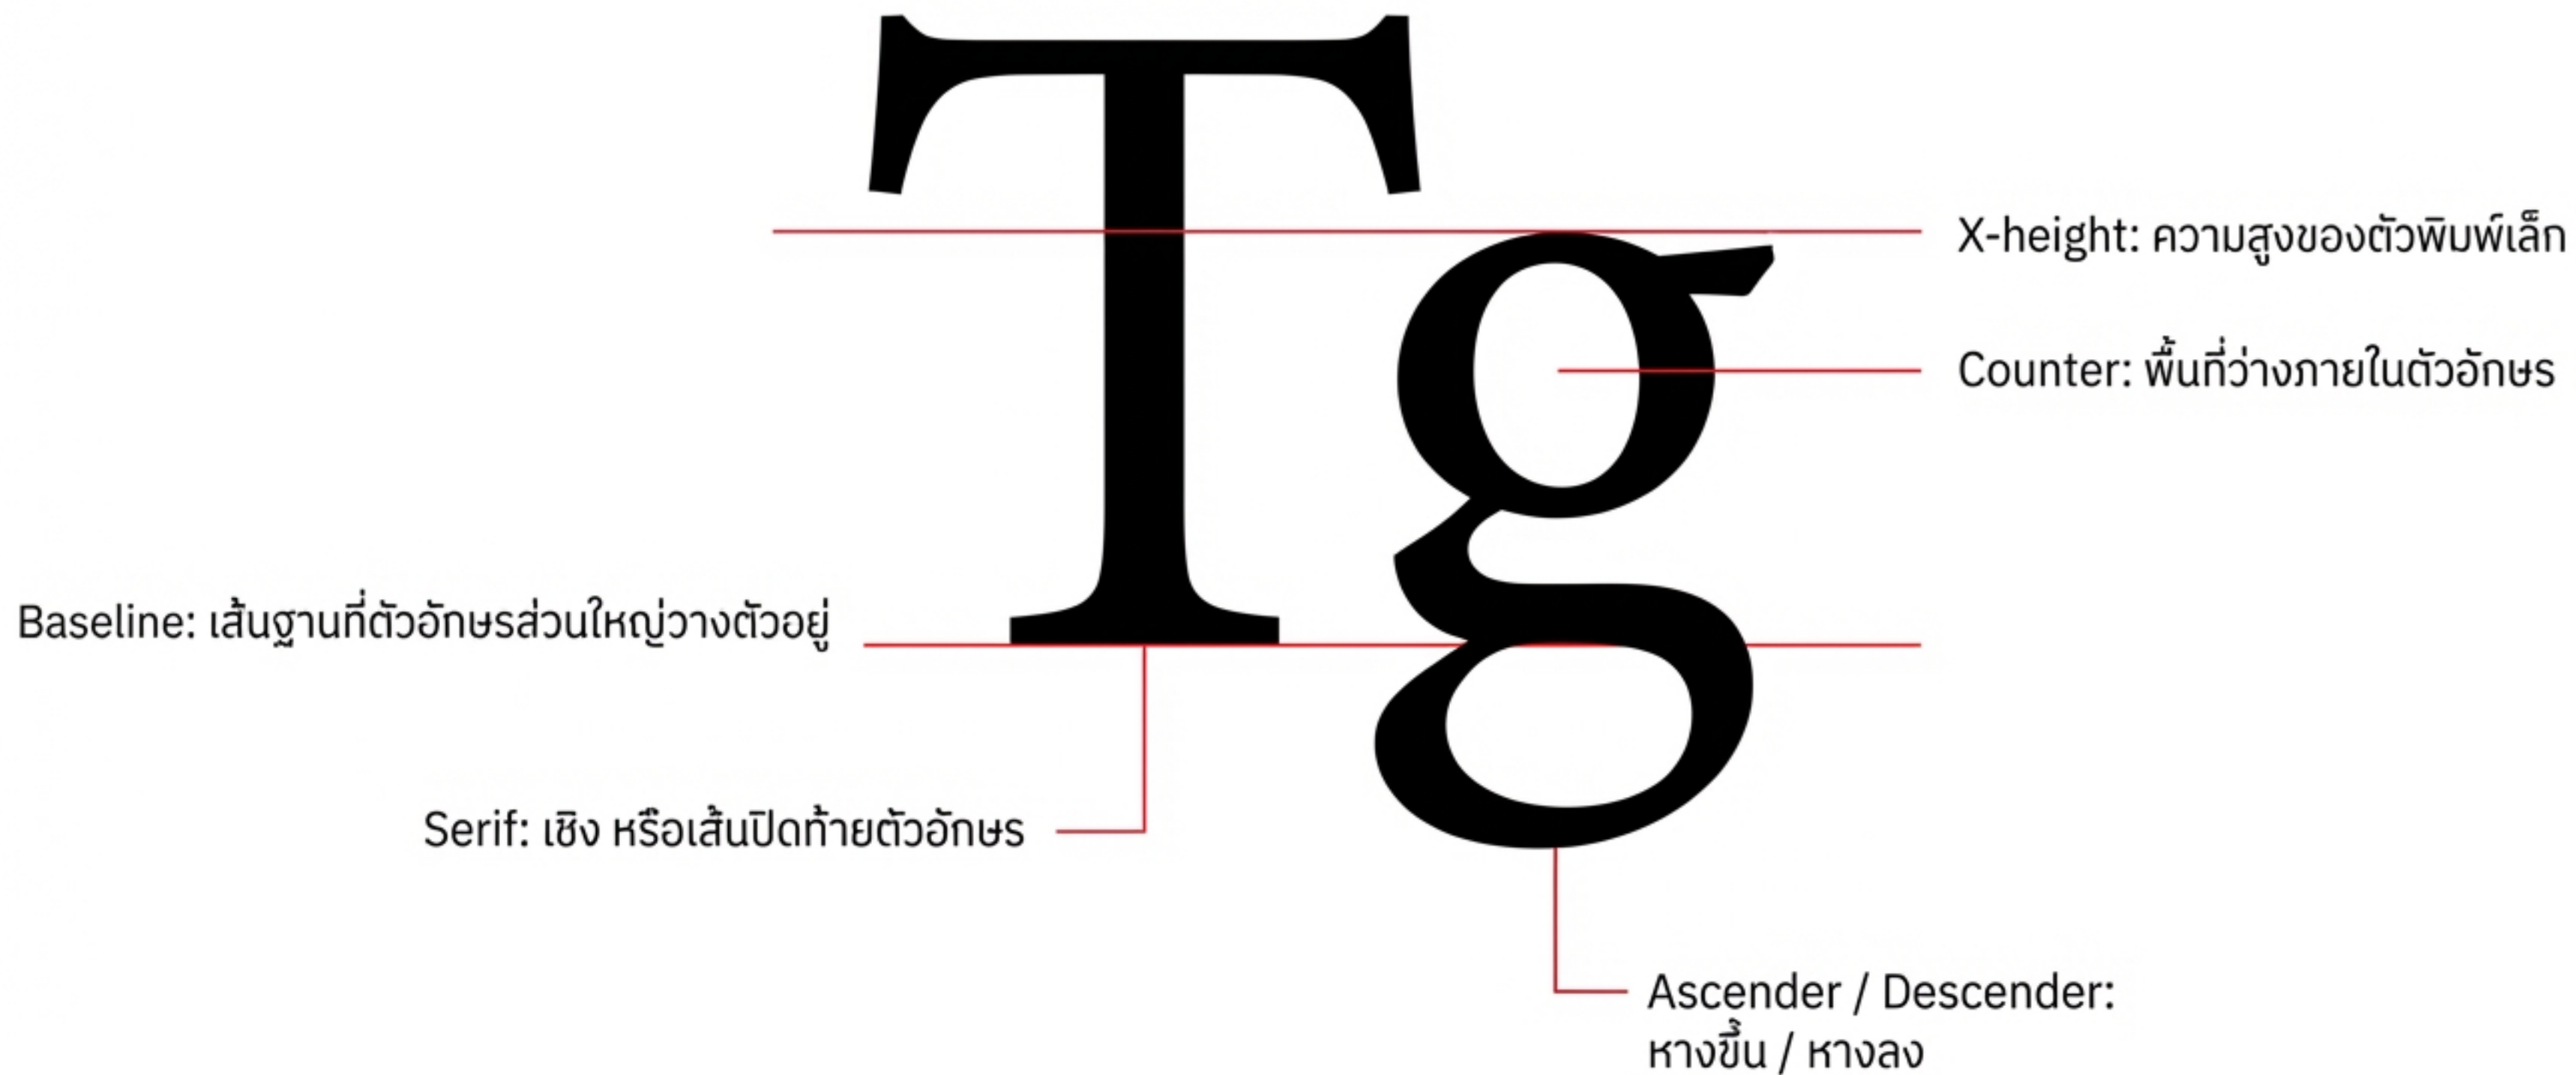 Tg
X-height: ความสูงของตัวพิมพ์เล็ก
Counter: พื้นที่ว่างภายในตัวอักษร
Baseline: เส้นฐานที่ตัวอักษรส่วนใหญ่วางตัวอยู่
Serif: เชิง หรือเส้นปิดท้ายตัวอักษร
Ascender / Descender:
หางขึ้น / หางลง